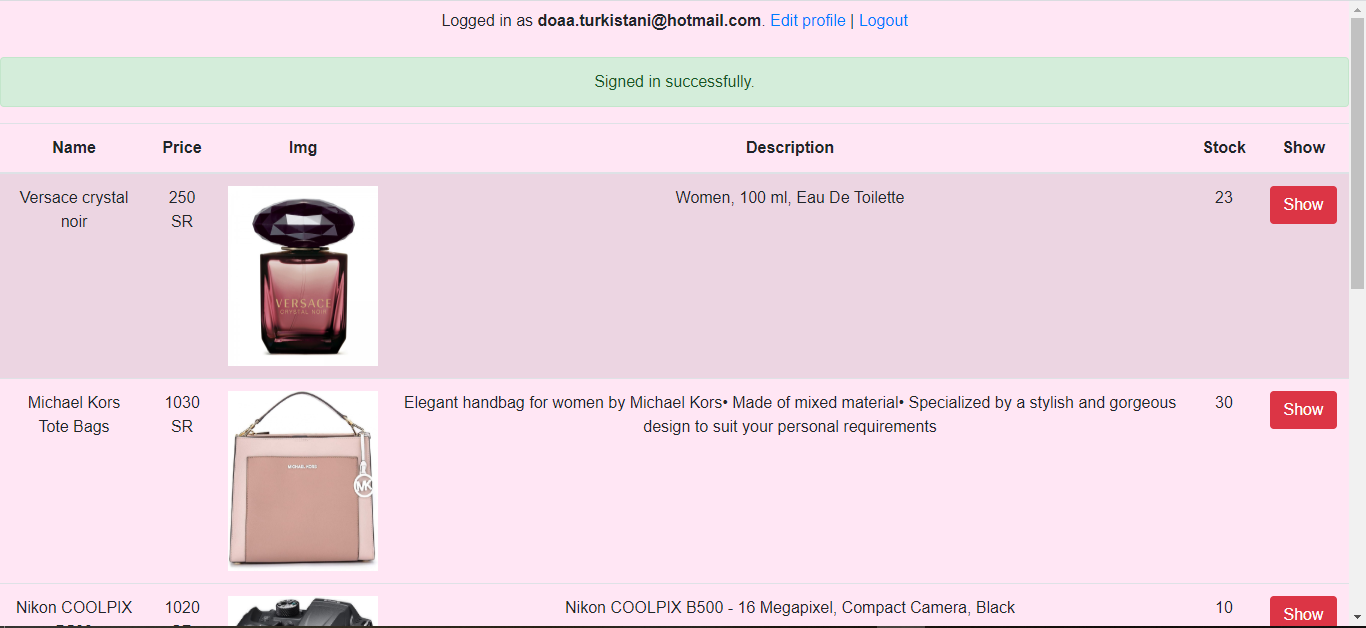 Logged in as doaa.turkistani@hotmail.com. Edit profile | Logout
Signed in successfully.
Name Price Img Description Stock Show
Versace crystal noir
250 SR
VERSACE
CRYSTAL NOIR
Women, 100 ml, Eau De Toilette
23
Show
Michael Kors
Tote Bags
1030
SR
MICHAEL KORS
MK
Elegant handbag for women by Michael Kors• Made of mixed material• Specialized by a stylish and gorgeous
design to suit your personal requirements
30
Show
Nikon COOLPIX
1020
Nikon COOLPIX B500 - 16 Megapixel, Compact Camera, Black
10
Show